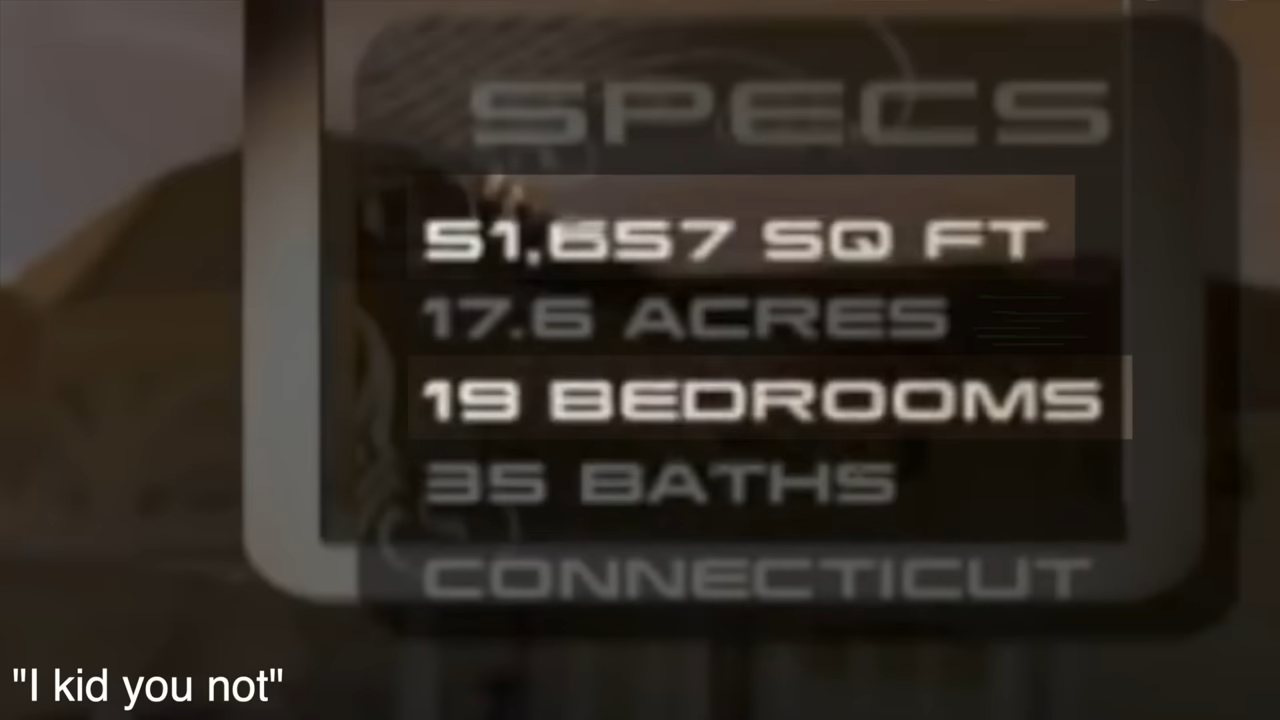 SPECS
51,657 SQ FT
17.6 ACRES
19 BEDROOMS
35 BATHS
CONNECTICUT
"I kid you not"